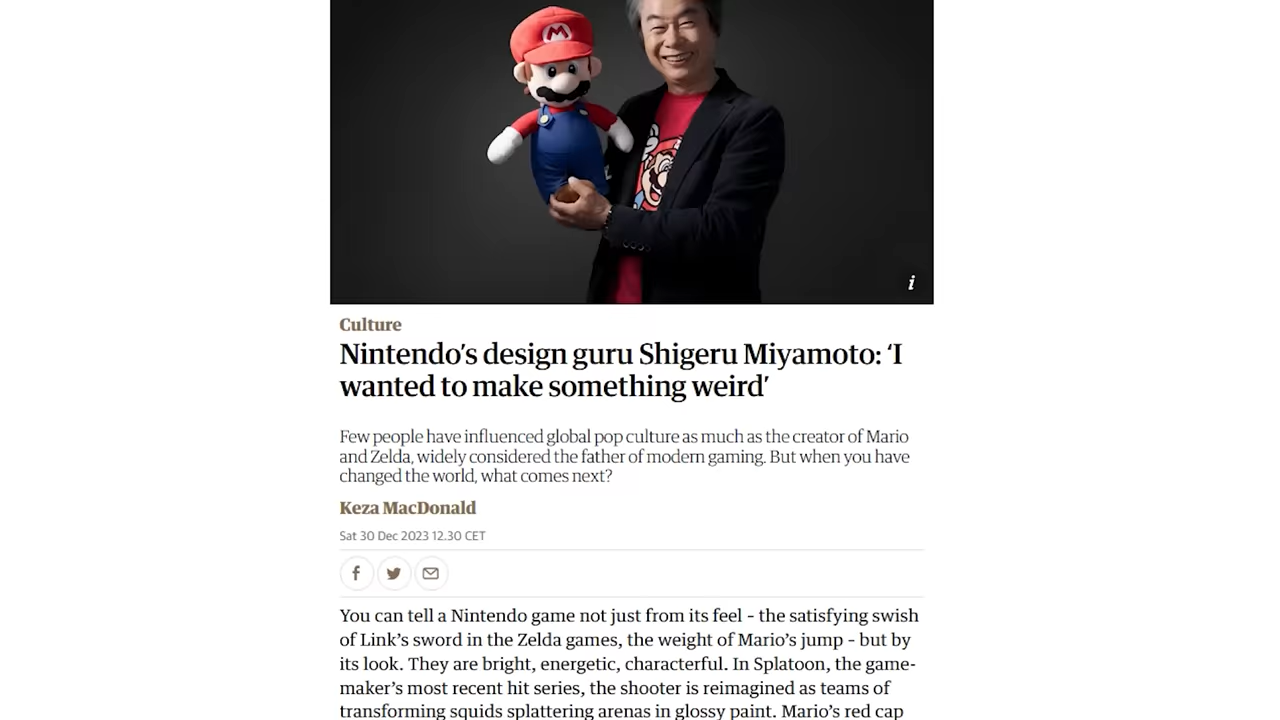 M
i
Culture
Nintendo’s design guru Shigeru Miyamoto: ‘I
wanted to make something weird’
Few people have influenced global pop culture as much as the creator of Mario
and Zelda, widely considered the father of modern gaming. But when you have
changed the world, what comes next?
Keza MacDonald
Sat 30 Dec 2023 12.30 CET
You can tell a Nintendo game not just from its feel – the satisfying swish
of Link’s sword in the Zelda games, the weight of Mario’s jump – but by
its look. They are bright, energetic, characterful. In Splatoon, the game-
maker’s most recent hit series, the shooter is reimagined as teams of
transforming squids splattering arenas in glossy paint. Mario’s red cap